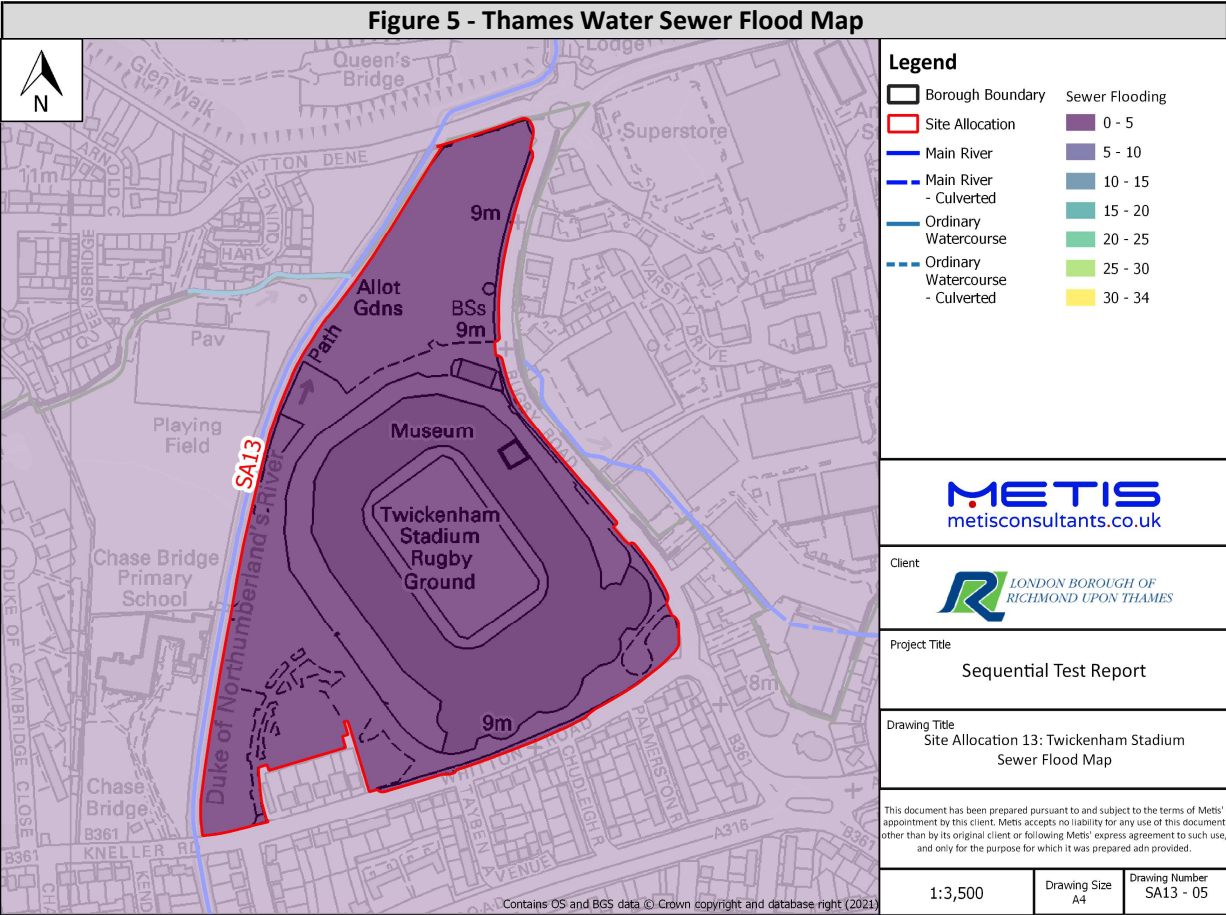 Figure 5 - Thames Water Sewer Flood Map
N
Lodge
Queen's
Bridge
Glen Walk
Superstore
WHITTON DENE
11m
9m
QUEENSBRIDGE
VARSITY DRIVE
Allot
Gdns
BSs
9m
Path
Pav
RUGBY ROAD
Playing
Field
Museum
SA13
Twickenham
Stadium
Rugby
Ground
Chase Bridge
Primary
School
Duke of Northumberland's River
DUKE OF CAMBRIDGE CLOSE
8m
9m
WHITTON ROAD
PALMERSTON
B361
CHUDLEIGH
TAYBEN
AVENUE
A316
Chase
Bridge
B361
KNELLER RD
B361
KEND
CHA
Contains OS and BGS data © Crown copyright and database right (2021)
Legend
Borough Boundary
Site Allocation
Main River
Main River
- Culverted
Ordinary
Watercourse
Ordinary
Watercourse
- Culverted
Sewer Flooding
0 - 5
5 - 10
10 - 15
15 - 20
20 - 25
25 - 30
30 - 34
METIS
metisconsultants.co.uk
Client
LONDON BOROUGH OF
RICHMOND UPON THAMES
Project Title
Sequential Test Report
Drawing Title
Site Allocation 13: Twickenham Stadium
Sewer Flood Map
This document has been prepared pursuant to and subject to the terms of Metis'
appointment by this client. Metis accepts no liability for any use of this document
other than by its original client or following Metis' express agreement to such use,
and only for the purpose for which it was prepared adn provided.
1:3,500
Drawing Size
A4
Drawing Number
SA13 - 05